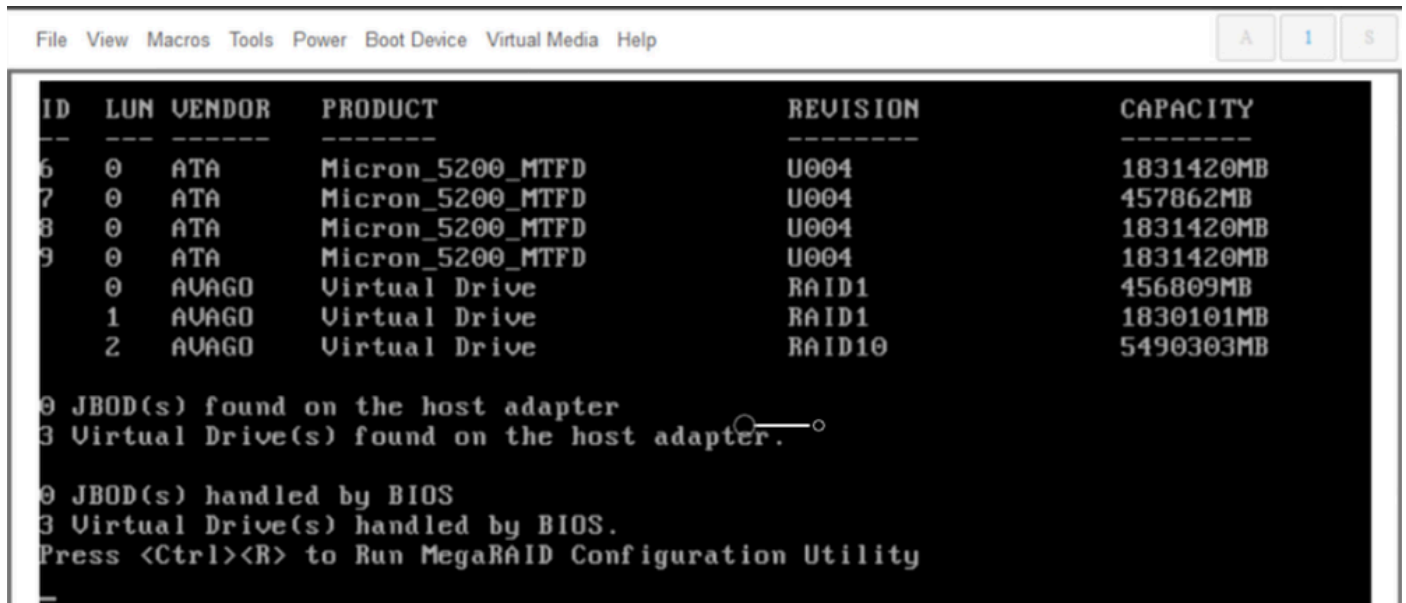 File View Macros Tools Power Boot Device Virtual Media Help A 1 S
ID LUN VENDOR PRODUCT REVISION CAPACITY
-- --- ------ ------- -------- --------
6 0 ATA Micron_5200_MTFD U004 1831420MB
7 0 ATA Micron_5200_MTFD U004 457862MB
8 0 ATA Micron_5200_MTFD U004 1831420MB
9 0 ATA Micron_5200_MTFD U004 1831420MB
0 AVAGO Virtual Drive RAID1 456809MB
1 AVAGO Virtual Drive RAID1 1830101MB
2 AVAGO Virtual Drive RAID10 5490303MB
0 JBOD(s) found on the host adapter
3 Virtual Drive(s) found on the host adapter.
0 JBOD(s) handled by BIOS
3 Virtual Drive(s) handled by BIOS.
Press <Ctrl><R> to Run MegaRAID Configuration Utility
_